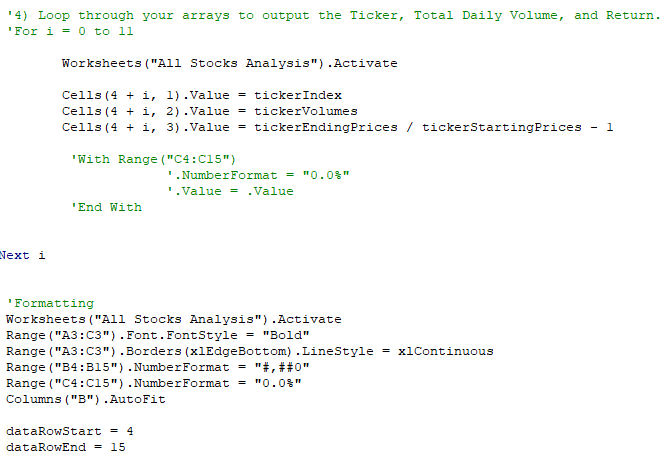 '4) Loop through your arrays to output the Ticker, Total Daily Volume, and Return.
'For i = 0 to 11
Worksheets("All Stocks Analysis").Activate
Cells(4 + i, 1).Value = tickerIndex
Cells(4 + i, 2).Value = tickerVolumes
Cells(4 + i, 3).Value = tickerEndingPrices / tickerStartingPrices - 1
'With Range("C4:C15")
'.NumberFormat = "0.0%"
'.Value = .Value
'End With
Next i
'Formatting
Worksheets("All Stocks Analysis").Activate
Range("A3:C3").Font.FontStyle = "Bold"
Range("A3:C3").Borders(xlEdgeBottom).LineStyle = xlContinuous
Range("B4:B15").NumberFormat = "#,##0"
Range("C4:C15").NumberFormat = "0.0%"
Columns("B").AutoFit
dataRowStart = 4
dataRowEnd = 15